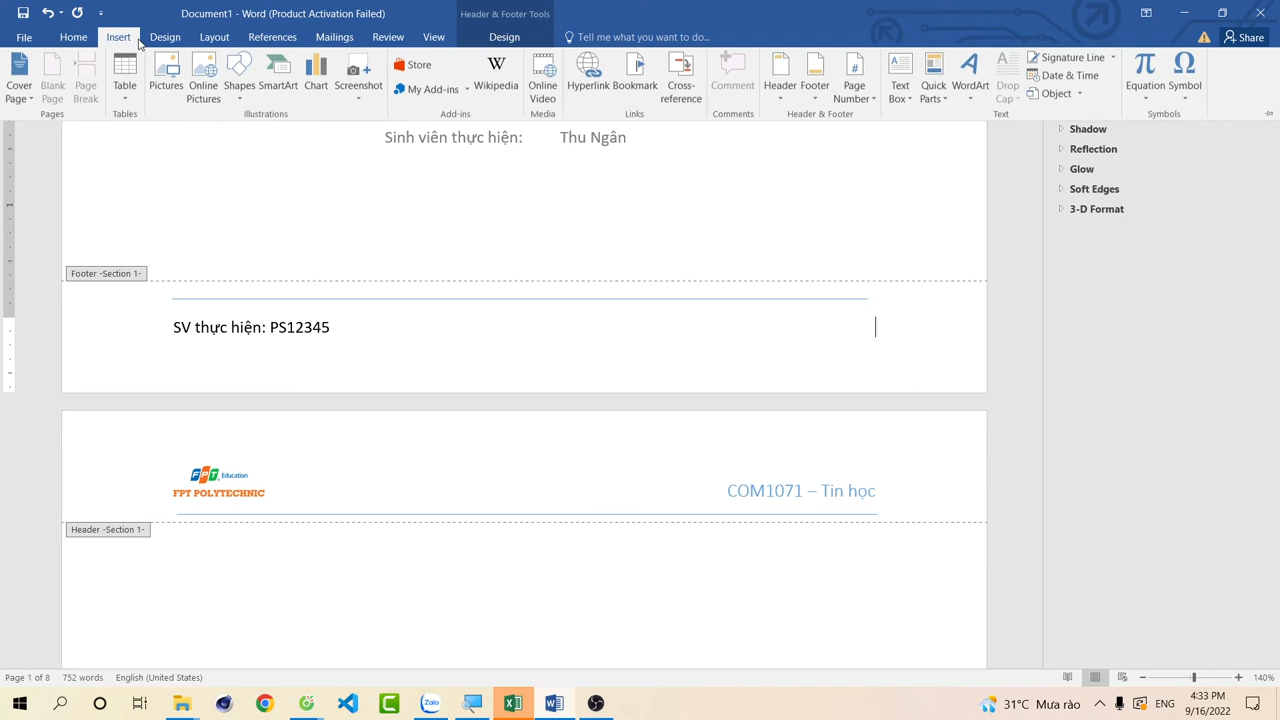 Document1 - Word (Product Activation Failed)
Header & Footer Tools
File
Home
Insert
Design
Layout
References
Mailings
Review
View
Design
Tell me what you want to do...
Share
Cover Page
Blank Page
Page Break
Table
Pictures
Online Pictures
Shapes
SmartArt
Chart
Screenshot
Store
My Add-ins
Wikipedia
Online Video
Hyperlink
Bookmark
Cross-reference
Comment
Header
Footer
Page Number
Text Box
Quick Parts
WordArt
Drop Cap
Signature Line
Date & Time
Object
Equation
Symbol
Pages
Tables
Illustrations
Add-ins
Media
Links
Comments
Header & Footer
Text
Symbols
Shadow
Reflection
Glow
Soft Edges
3-D Format
Sinh viên thực hiện: Thu Ngân
Footer -Section 1-
SV thực hiện: PS12345
FPT Education
FPT POLYTECHNIC
COM1071 – Tin học
Header -Section 1-
Page 1 of 8
752 words
English (United States)
140%
Zalo
31°C Mưa rào
ENG
4:33 PM
9/16/2022